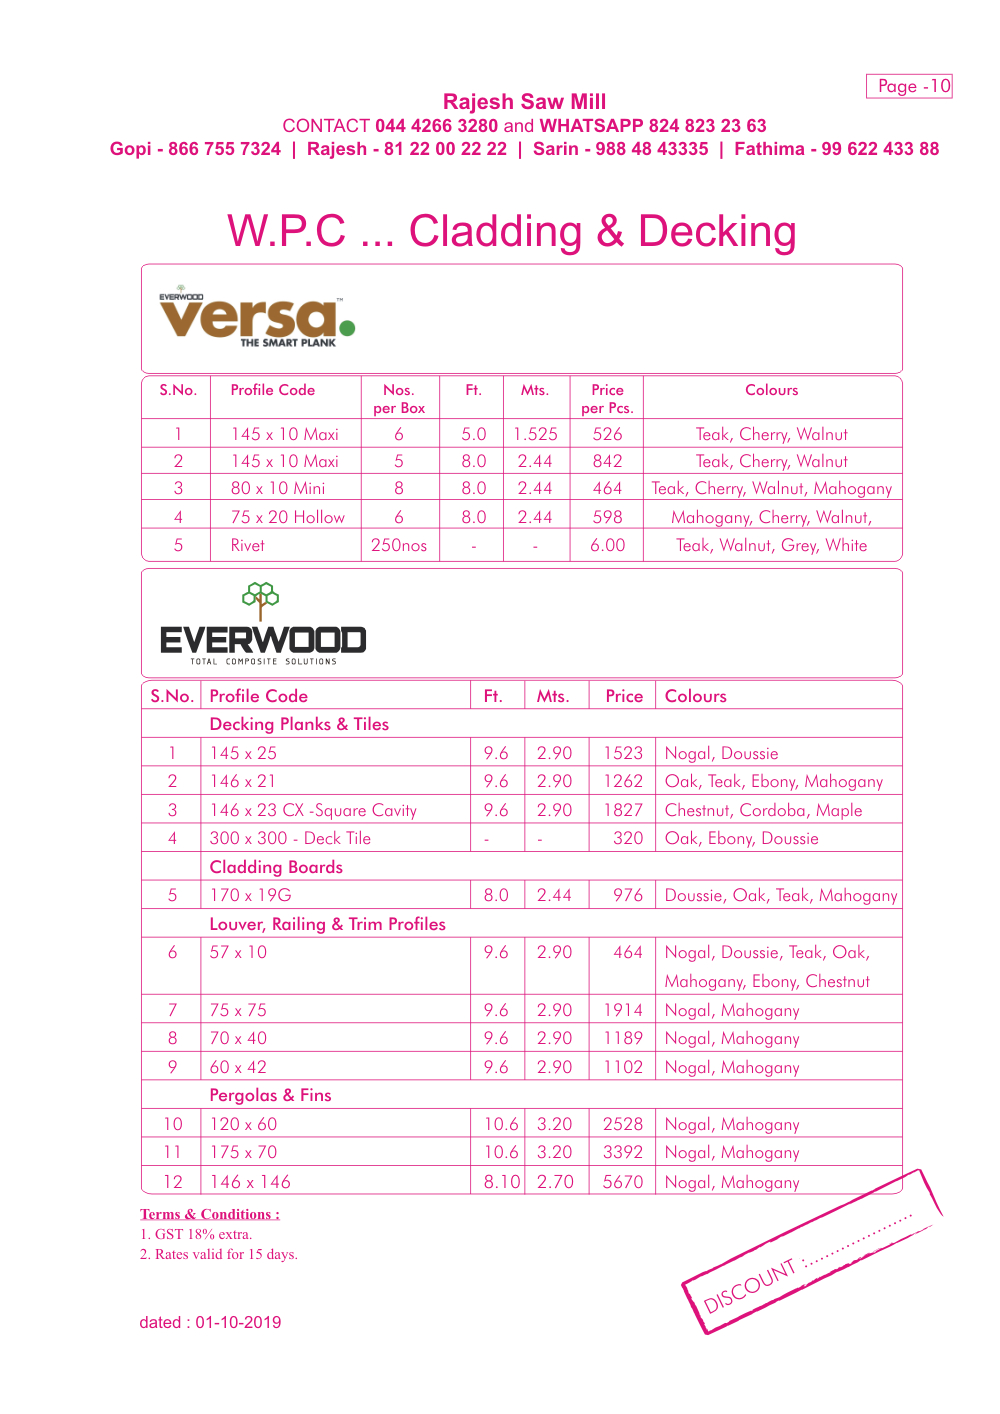 Page -10
Rajesh Saw Mill
CONTACT 044 4266 3280 and WHATSAPP 824 823 23 63
Gopi - 866 755 7324 | Rajesh - 81 22 00 22 22 | Sarin - 988 48 43335 | Fathima - 99 622 433 88
W.P.C ... Cladding & Decking
EVERWOOD
versa.™
THE SMART PLANK
S.No. Profile Code Nos. per Box Ft. Mts. Price per Pcs. Colours
1 145 x 10 Maxi 6 5.0 1.525 526 Teak, Cherry, Walnut
2 145 x 10 Maxi 5 8.0 2.44 842 Teak, Cherry, Walnut
3 80 x 10 Mini 8 8.0 2.44 464 Teak, Cherry, Walnut, Mahogany
4 75 x 20 Hollow 6 8.0 2.44 598 Mahogany, Cherry, Walnut,
5 Rivet 250nos - - 6.00 Teak, Walnut, Grey, White
EVERWOOD
TOTAL COMPOSITE SOLUTIONS
S.No. Profile Code Ft. Mts. Price Colours
Decking Planks & Tiles
1 145 x 25 9.6 2.90 1523 Nogal, Doussie
2 146 x 21 9.6 2.90 1262 Oak, Teak, Ebony, Mahogany
3 146 x 23 CX -Square Cavity 9.6 2.90 1827 Chestnut, Cordoba, Maple
4 300 x 300 - Deck Tile - - 320 Oak, Ebony, Doussie
Cladding Boards
5 170 x 19G 8.0 2.44 976 Doussie, Oak, Teak, Mahogany
Louver, Railing & Trim Profiles
6 57 x 10 9.6 2.90 464 Nogal, Doussie, Teak, Oak,
Mahogany, Ebony, Chestnut
7 75 x 75 9.6 2.90 1914 Nogal, Mahogany
8 70 x 40 9.6 2.90 1189 Nogal, Mahogany
9 60 x 42 9.6 2.90 1102 Nogal, Mahogany
Pergolas & Fins
10 120 x 60 10.6 3.20 2528 Nogal, Mahogany
11 175 x 70 10.6 3.20 3392 Nogal, Mahogany
12 146 x 146 8.10 2.70 5670 Nogal, Mahogany
Terms & Conditions :
1. GST 18% extra.
2. Rates valid for 15 days.
DISCOUNT :....................
dated : 01-10-2019